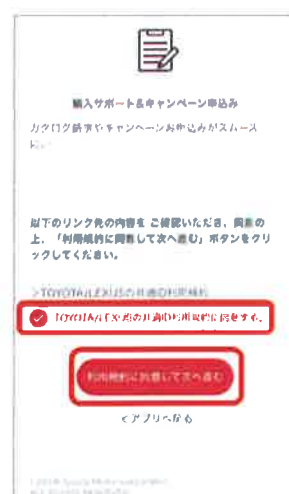 購入サポート&キャンペーン申込み
カタログ請求やキャンペーンお申込みがスムーズ
に
以下のリンク先の内容を ご確認いただき、同意の
上、「利用規約に同意して次へ進む」ボタンをクリ
ックしてください。
>TOYOTA/LEXUSの共通ID利用規約
TOYOTA/LEXUSの共通ID利用規約に同意する。
利用規約に同意して次へ進む
<アプリへ戻る